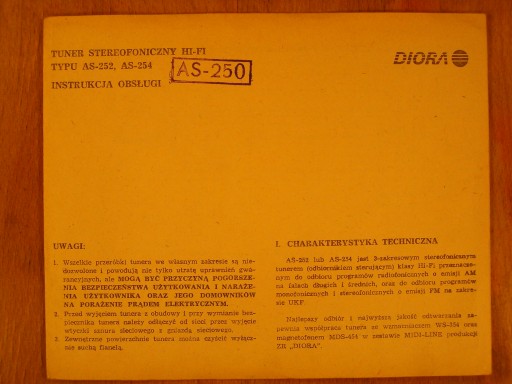 TUNER STEREOFONICZNY HI-FI
TYPU AS-252, AS-254
AS-250
INSTRUKCJA OBSŁUGI
DIORA
UWAGI:
1. Wszelkie przeróbki tunera we własnym zakresie są nie-
dozwolone i powodują nie tylko utratę uprawnień gwa-
rancyjnych, ale MOGĄ BYĆ PRZYCZYNĄ POGORSZE-
NIA BEZPIECZEŃSTWA UŻYTKOWANIA I NARAŻE-
NIA UŻYTKOWNIKA ORAZ JEGO DOMOWNIKÓW
NA PORAŻENIE PRĄDEM ELEKTRYCZNYM.
2. Przed wyjęciem tunera z obudowy i przy wymianie bez-
piecznika tunera należy odłączyć od sieci przez wyjęcie
wtyczki sznura sieciowego z gniazda sieciowego.
3. Zewnętrzne powierzchnie tunera można czyścić wyłącz-
nie suchą flanelą.
I. CHARAKTERYSTYKA TECHNICZNA
AS-252 lub AS-254 jest 3-zakresowym stereofonicznym
tunerem (odbiornikiem sterującym) klasy HI-FI przeznaczo-
nym do odbioru programów radiofonicznych o emisji AM
na falach długich i średnich, oraz do odbioru programów
monofonicznych i stereofonicznych o emisji FM na zakre-
sie UKF.
Najlepszy odbiór i najwyższą jakość odtwarzania za-
pewnia współpraca tunera ze wzmacniaczem WS-354 oraz
magnetofonem MDS-454 w zestawie MIDI-LINE produkcji
ZR „DIORA".